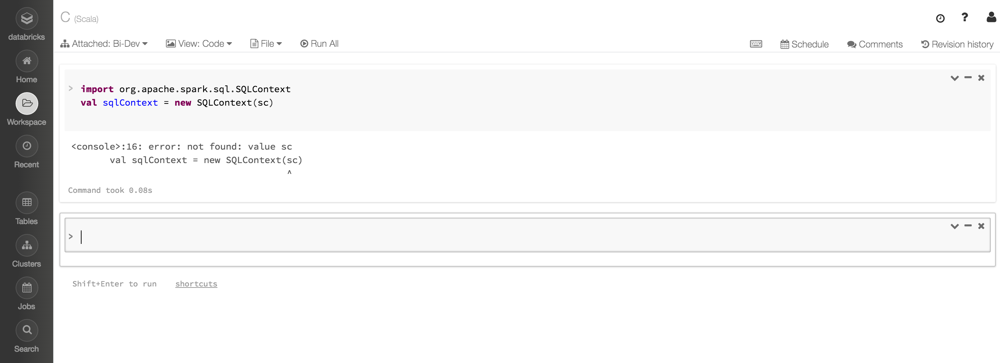 databricks
Home
Workspace
Recent
Tables
Clusters
Jobs
Search
C (Scala)
?
Attached: Bi-Dev View: Code File Run All Schedule Comments Revision history
> import org.apache.spark.sql.SQLContext
val sqlContext = new SQLContext(sc)
<console>:16: error: not found: value sc
val sqlContext = new SQLContext(sc)
^
Command took 0.08s
>
Shift+Enter to run shortcuts